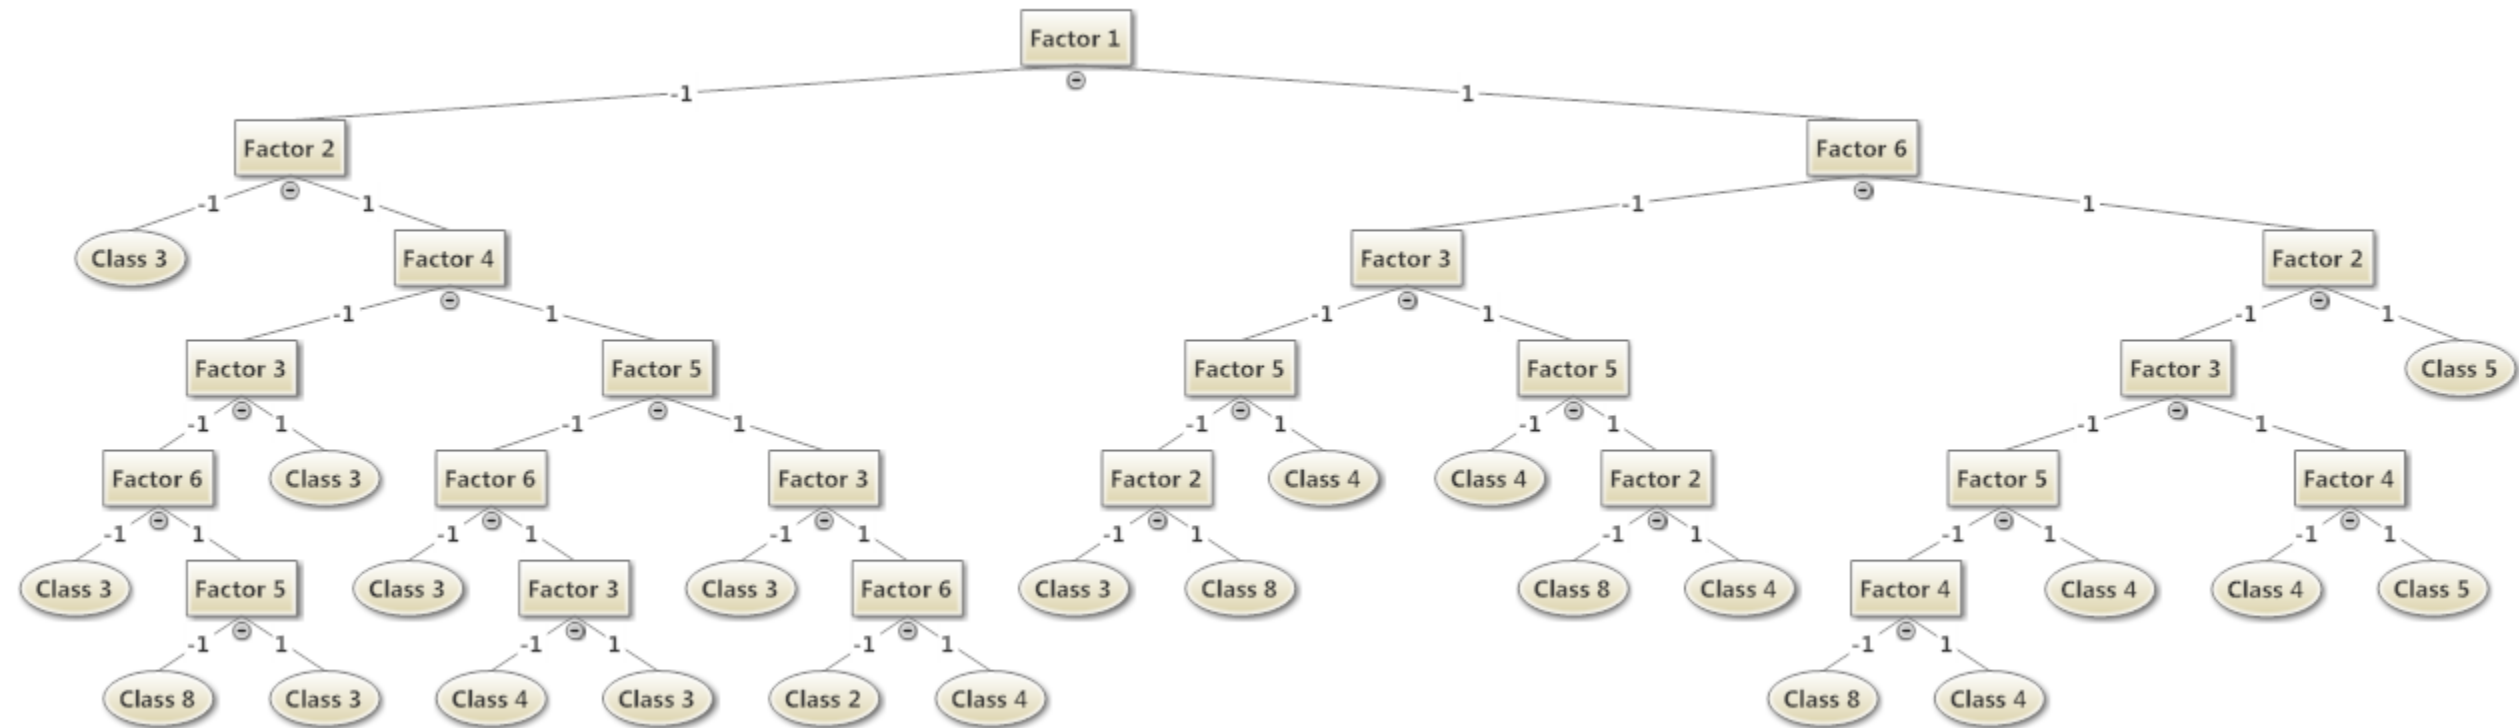 Factor 1
-1 1
Factor 2 Factor 6
-1 1 -1 1
Class 3 Factor 4 Factor 3 Factor 2
-1 1 -1 1 -1 1
Factor 3 Factor 5 Factor 5 Factor 5 Factor 3 Class 5
-1 1 -1 1 -1 1 -1 1 -1 1
Factor 6 Class 3 Factor 6 Factor 3 Factor 2 Class 4 Class 4 Factor 2 Factor 5 Factor 4
-1 1 -1 1 -1 1 -1 1 -1 1 -1 1 -1 1
Class 3 Factor 5 Class 3 Factor 3 Class 3 Factor 6 Class 3 Class 8 Class 8 Class 4 Factor 4 Class 4 Class 4 Class 5
-1 1 -1 1 -1 1 -1 1
Class 8 Class 3 Class 4 Class 3 Class 2 Class 4 Class 8 Class 4